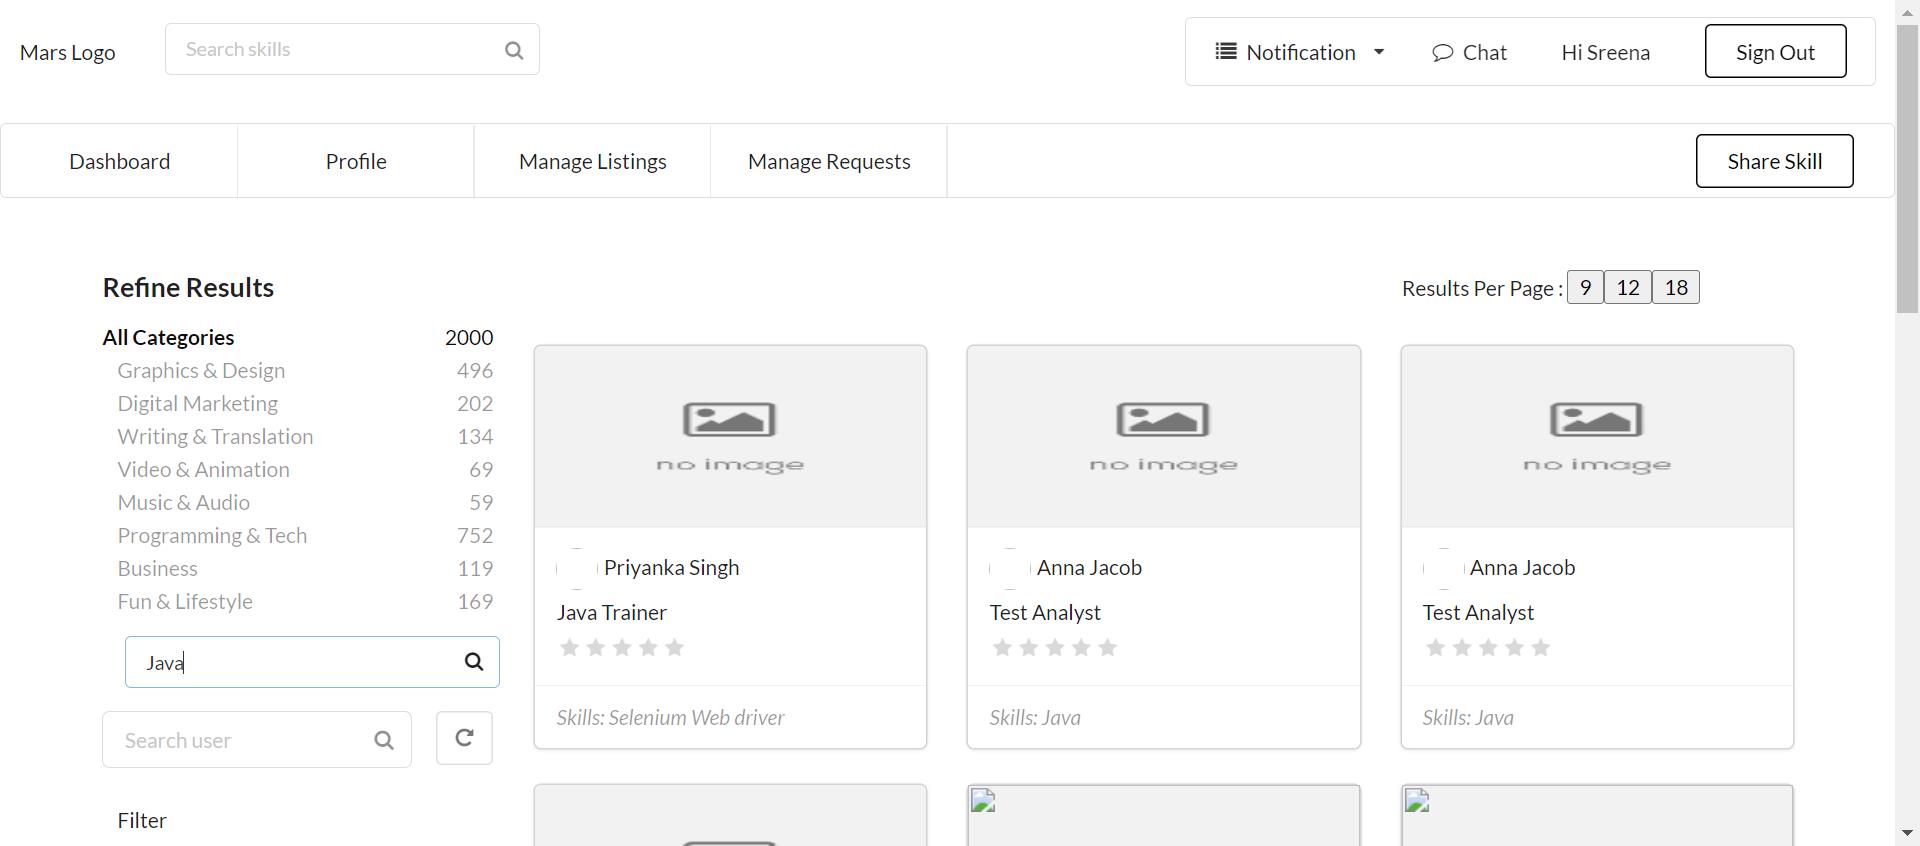 Mars Logo
Search skills
Notification
Chat
Hi Sreena
Sign Out
Dashboard
Profile
Manage Listings
Manage Requests
Share Skill
Refine Results
Results Per Page : 9 12 18
All Categories 2000
Graphics & Design 496
Digital Marketing 202
Writing & Translation 134
Video & Animation 69
Music & Audio 59
Programming & Tech 752
Business 119
Fun & Lifestyle 169
Java
Search user
Filter
no image
Priyanka Singh
Java Trainer
Skills: Selenium Web driver
no image
Anna Jacob
Test Analyst
Skills: Java
no image
Anna Jacob
Test Analyst
Skills: Java